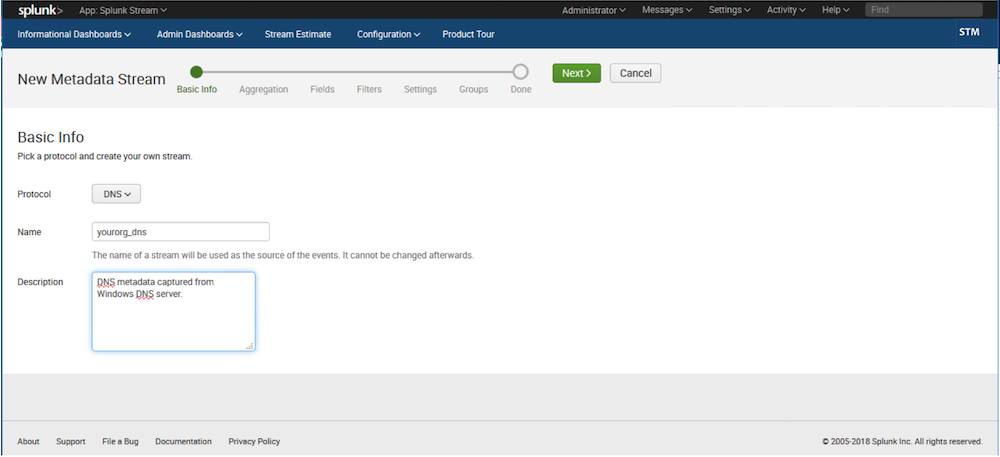 splunk> App: Splunk Stream Administrator Messages Settings Activity Help Find
Informational Dashboards Admin Dashboards Stream Estimate Configuration Product Tour STM
New Metadata Stream Next > Cancel
Basic Info Aggregation Fields Filters Settings Groups Done
Basic Info
Pick a protocol and create your own stream.
Protocol DNS
Name yourorg_dns
The name of a stream will be used as the source of the events. It cannot be changed afterwards.
Description DNS metadata captured from
Windows DNS server.
About Support File a Bug Documentation Privacy Policy © 2005-2018 Splunk Inc. All rights reserved.